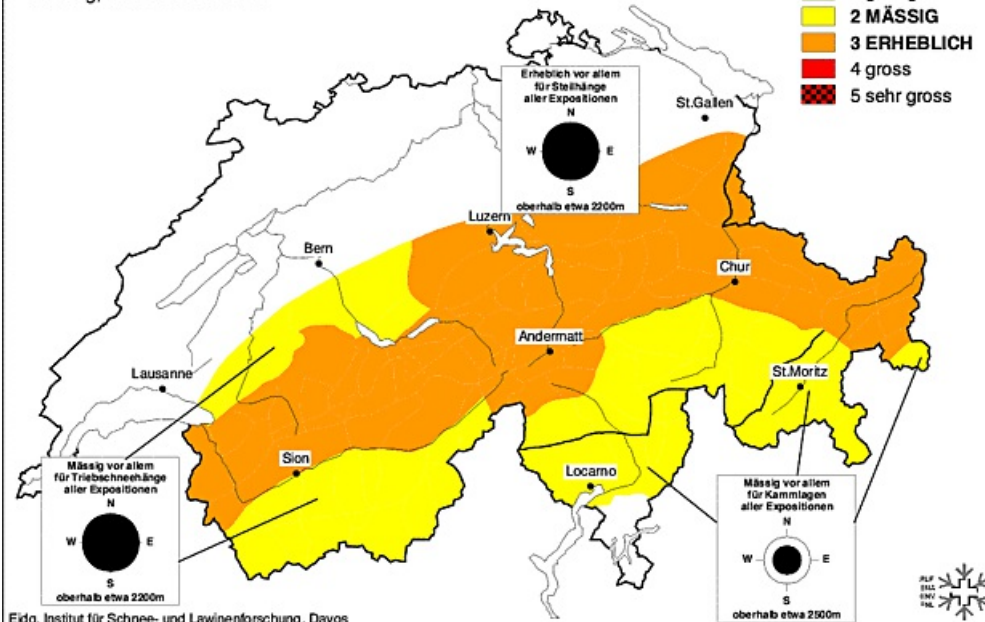 2 MÄSSIG
3 ERHEBLICH
4 gross
5 sehr gross
Erheblich vor allem
für Steilhänge
aller Expositionen
N
W
E
S
oberhalb etwa 2200m
St.Gallen
Luzern
Bern
Chur
Andermatt
St.Moritz
Lausanne
Sion
Locarno
Mässig vor allem
für Triebschneehänge
aller Expositionen
N
W
E
S
oberhalb etwa 2200m
Mässig vor allem
für Kammlagen
aller Expositionen
N
W
E
S
oberhalb etwa 2500m
SLF
Eidg. Institut für Schnee- und Lawinenforschung, Davos